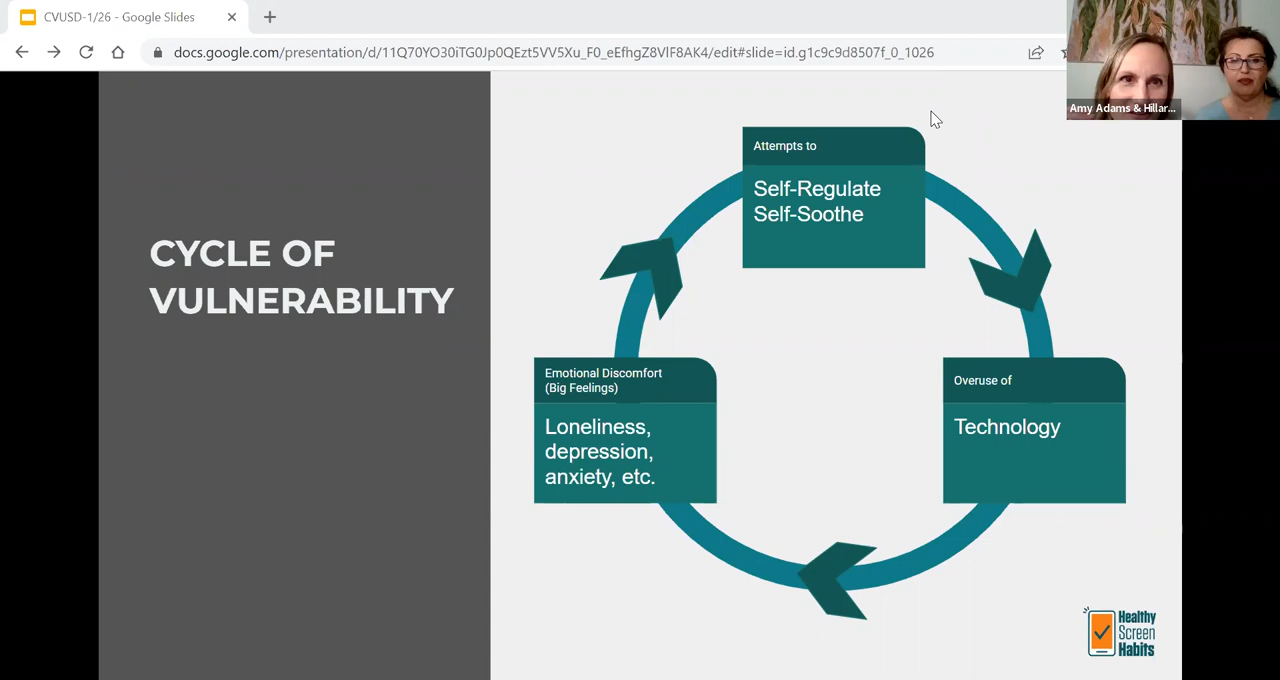 CVUSD-1/26 - Google Slides
docs.google.com/presentation/d/11Q70YO30iTG0Jp0QEzt5VV5Xu_F0_eEfhgZ8VlF8AK4/edit#slide=id.g1c9c9d8507f_0_1026
Amy Adams & Hillar...
CYCLE OF
VULNERABILITY
Attempts to
Self-Regulate
Self-Soothe
Emotional Discomfort
(Big Feelings)
Loneliness,
depression,
anxiety, etc.
Overuse of
Technology
Healthy
Screen
Habits